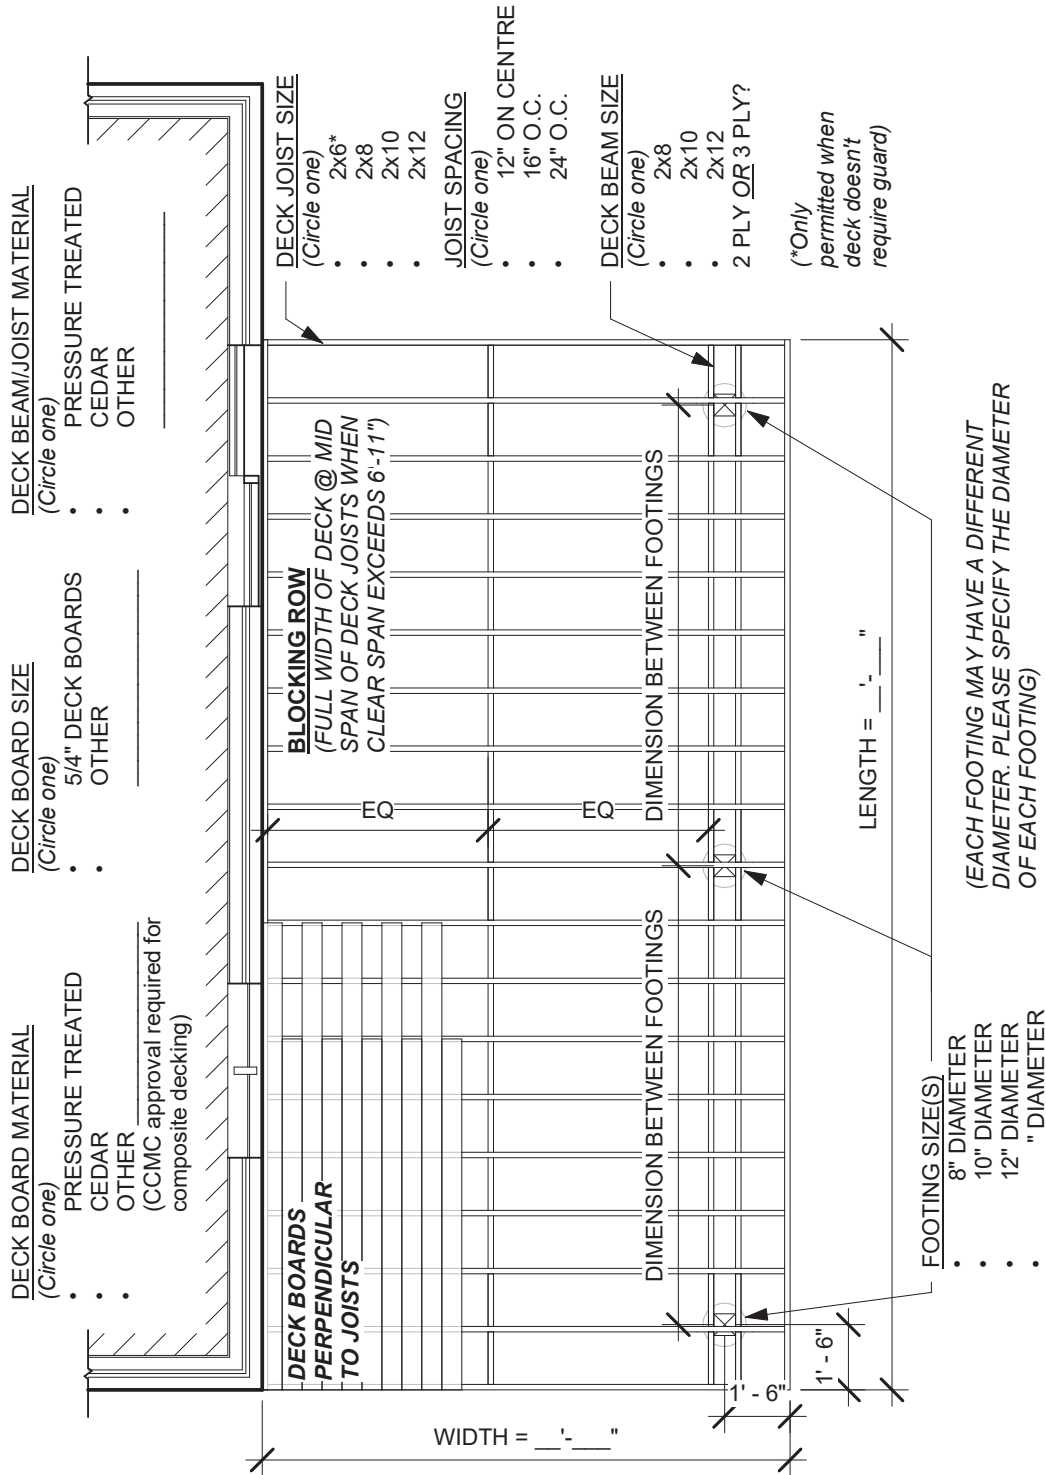 DECK BOARD MATERIAL
(Circle one)
• PRESSURE TREATED
• CEDAR
• OTHER
(CCMC approval required for
composite decking)
DECK BOARD SIZE
(Circle one)
• 5/4" DECK BOARDS
• OTHER
DECK BEAM/JOIST MATERIAL
(Circle one)
• PRESSURE TREATED
• CEDAR
• OTHER
DECK JOIST SIZE
(Circle one)
• 2x6*
• 2x8
• 2x10
• 2x12
JOIST SPACING
(Circle one)
• 12" ON CENTRE
• 16" O.C.
• 24" O.C.
DECK BEAM SIZE
(Circle one)
• 2x8
• 2x10
• 2x12
2 PLY OR 3 PLY?
(*Only
permitted when
deck doesn't
require guard)
DECK BOARDS
PERPENDICULAR
TO JOISTS
BLOCKING ROW
(FULL WIDTH OF DECK @ MID
SPAN OF DECK JOISTS WHEN
CLEAR SPAN EXCEEDS 6'-11")
EQ
EQ
DIMENSION BETWEEN FOOTINGS
DIMENSION BETWEEN FOOTINGS
WIDTH = __'-___"
1' - 6"
1' - 6"
LENGTH = __'-___"
FOOTING SIZE(S)
• 8" DIAMETER
• 10" DIAMETER
• 12" DIAMETER
• " DIAMETER
(EACH FOOTING MAY HAVE A DIFFERENT
DIAMETER. PLEASE SPECIFY THE DIAMETER
OF EACH FOOTING)